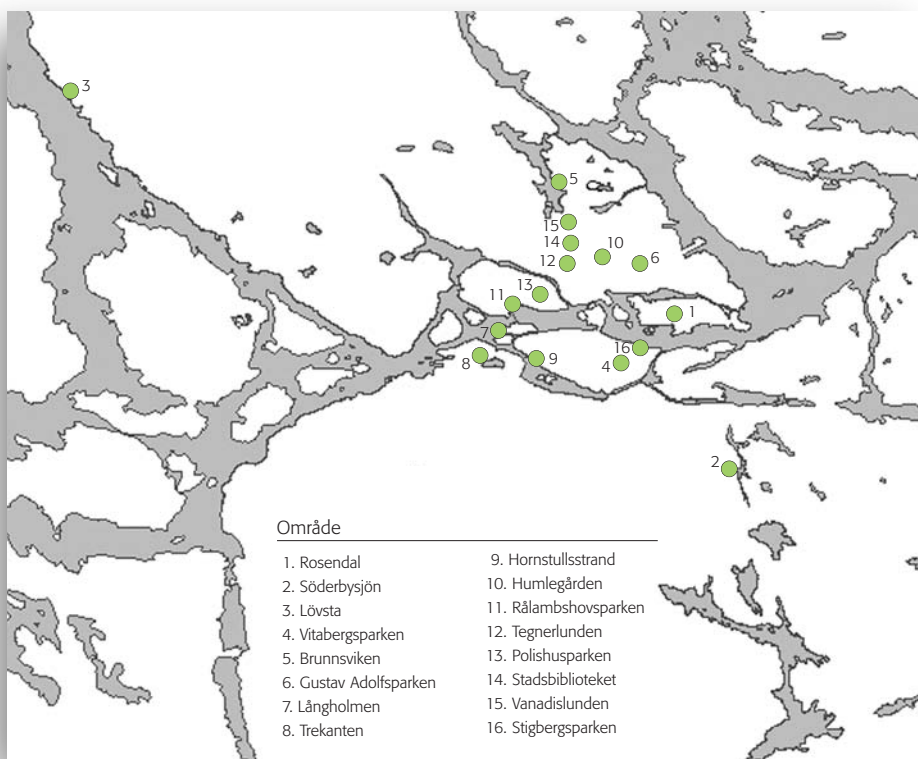 3
5
15
14
10
12
6
13
11
1
7
16
8
9
4
2
Område
1. Rosendal
2. Söderbysjön
3. Lövsta
4. Vitabergsparken
5. Brunnsviken
6. Gustav Adolfsparken
7. Långholmen
8. Trekanten
9. Hornstullsstrand
10. Humlegården
11. Rålambshovsparken
12. Tegnerlunden
13. Polishusparken
14. Stadsbiblioteket
15. Vanadislunden
16. Stigbergsparken